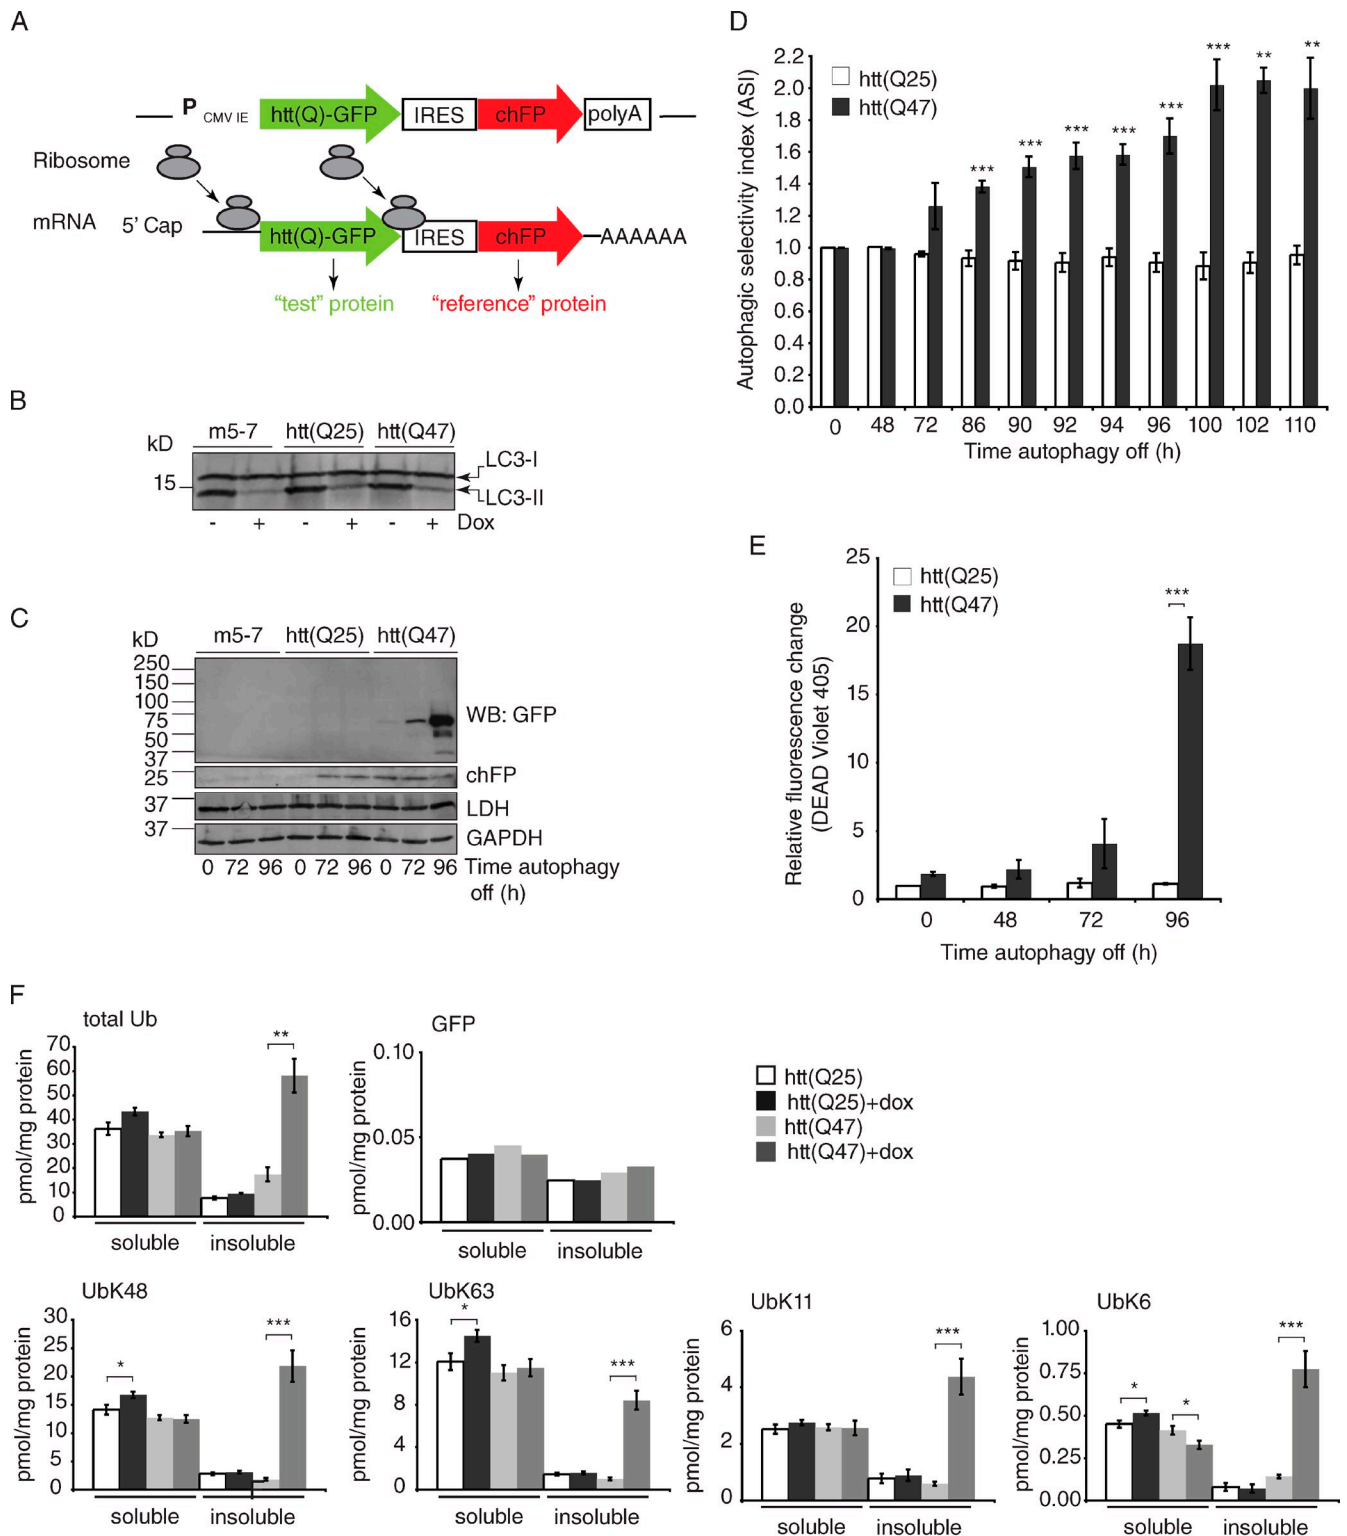 A
P CMV IE htt(Q)-GFP IRES chFP polyA
Ribosome
mRNA 5' Cap htt(Q)-GFP IRES chFP AAAAAA
"test" protein "reference" protein
B
kD m5-7 htt(Q25) htt(Q47)
15
LC3-I
LC3-II
- + - + - + Dox
C
kD m5-7 htt(Q25) htt(Q47)
250
150
100
75
50
37
WB: GFP
25 chFP
37 LDH
37 GAPDH
0 72 96 0 72 96 0 72 96 Time autophagy
off (h)
D
Autophagic selectivity index (ASI)
2.2
2.0
1.8
1.6
1.4
1.2
1.0
0.8
0.6
0.4
0.2
0.0
htt(Q25)
htt(Q47)
*** *** *** *** *** *** ** **
0 48 72 86 90 92 94 96 100 102 110
Time autophagy off (h)
E
Relative fluorescence change
(DEAD Violet 405)
25
20
15
10
5
0
htt(Q25)
htt(Q47)
***
0 48 72 96
Time autophagy off (h)
F
total Ub
pmol/mg protein
70
60
50
40
30
20
10
0
**
soluble insoluble
GFP
pmol/mg protein
0.10
0.05
0.00
soluble insoluble
htt(Q25)
htt(Q25)+dox
htt(Q47)
htt(Q47)+dox
UbK48
pmol/mg protein
30
25
20
15
10
5
0
* ***
soluble insoluble
UbK63
pmol/mg protein
16
12
8
4
0
* ***
soluble insoluble
UbK11
pmol/mg protein
6
4
2
0
***
soluble insoluble
UbK6
pmol/mg protein
1.00
0.75
0.50
0.25
0.00
* * ***
soluble insoluble